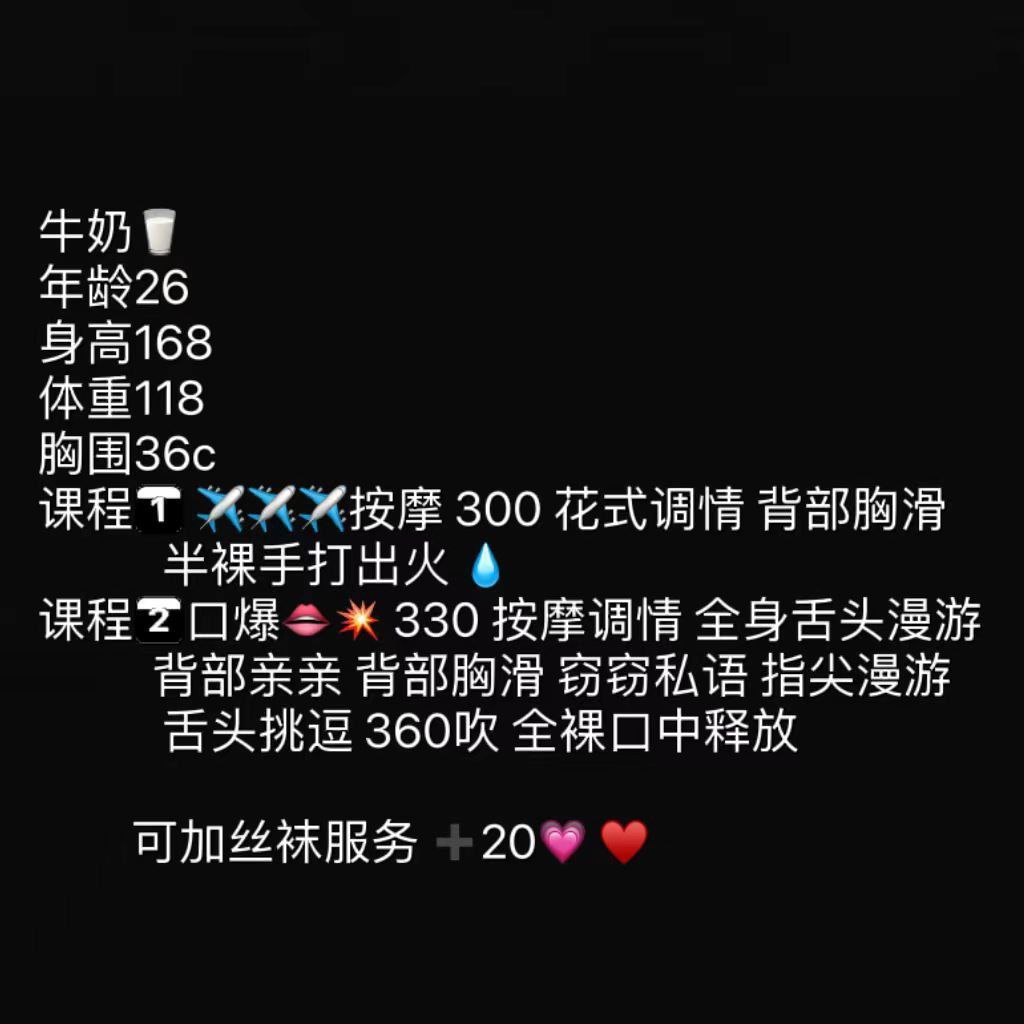 牛奶🥛
年龄26
身高168
体重118
胸围36c
课程1️⃣ ✈️✈️✈️按摩 300 花式调情 背部胸滑
半裸手打出火 💧
课程2️⃣口爆👄💥 330 按摩调情 全身舌头漫游
背部亲亲 背部胸滑 窃窃私语 指尖漫游
舌头挑逗 360吹 全裸口中释放
可加丝袜服务 ➕20💗 ♥️